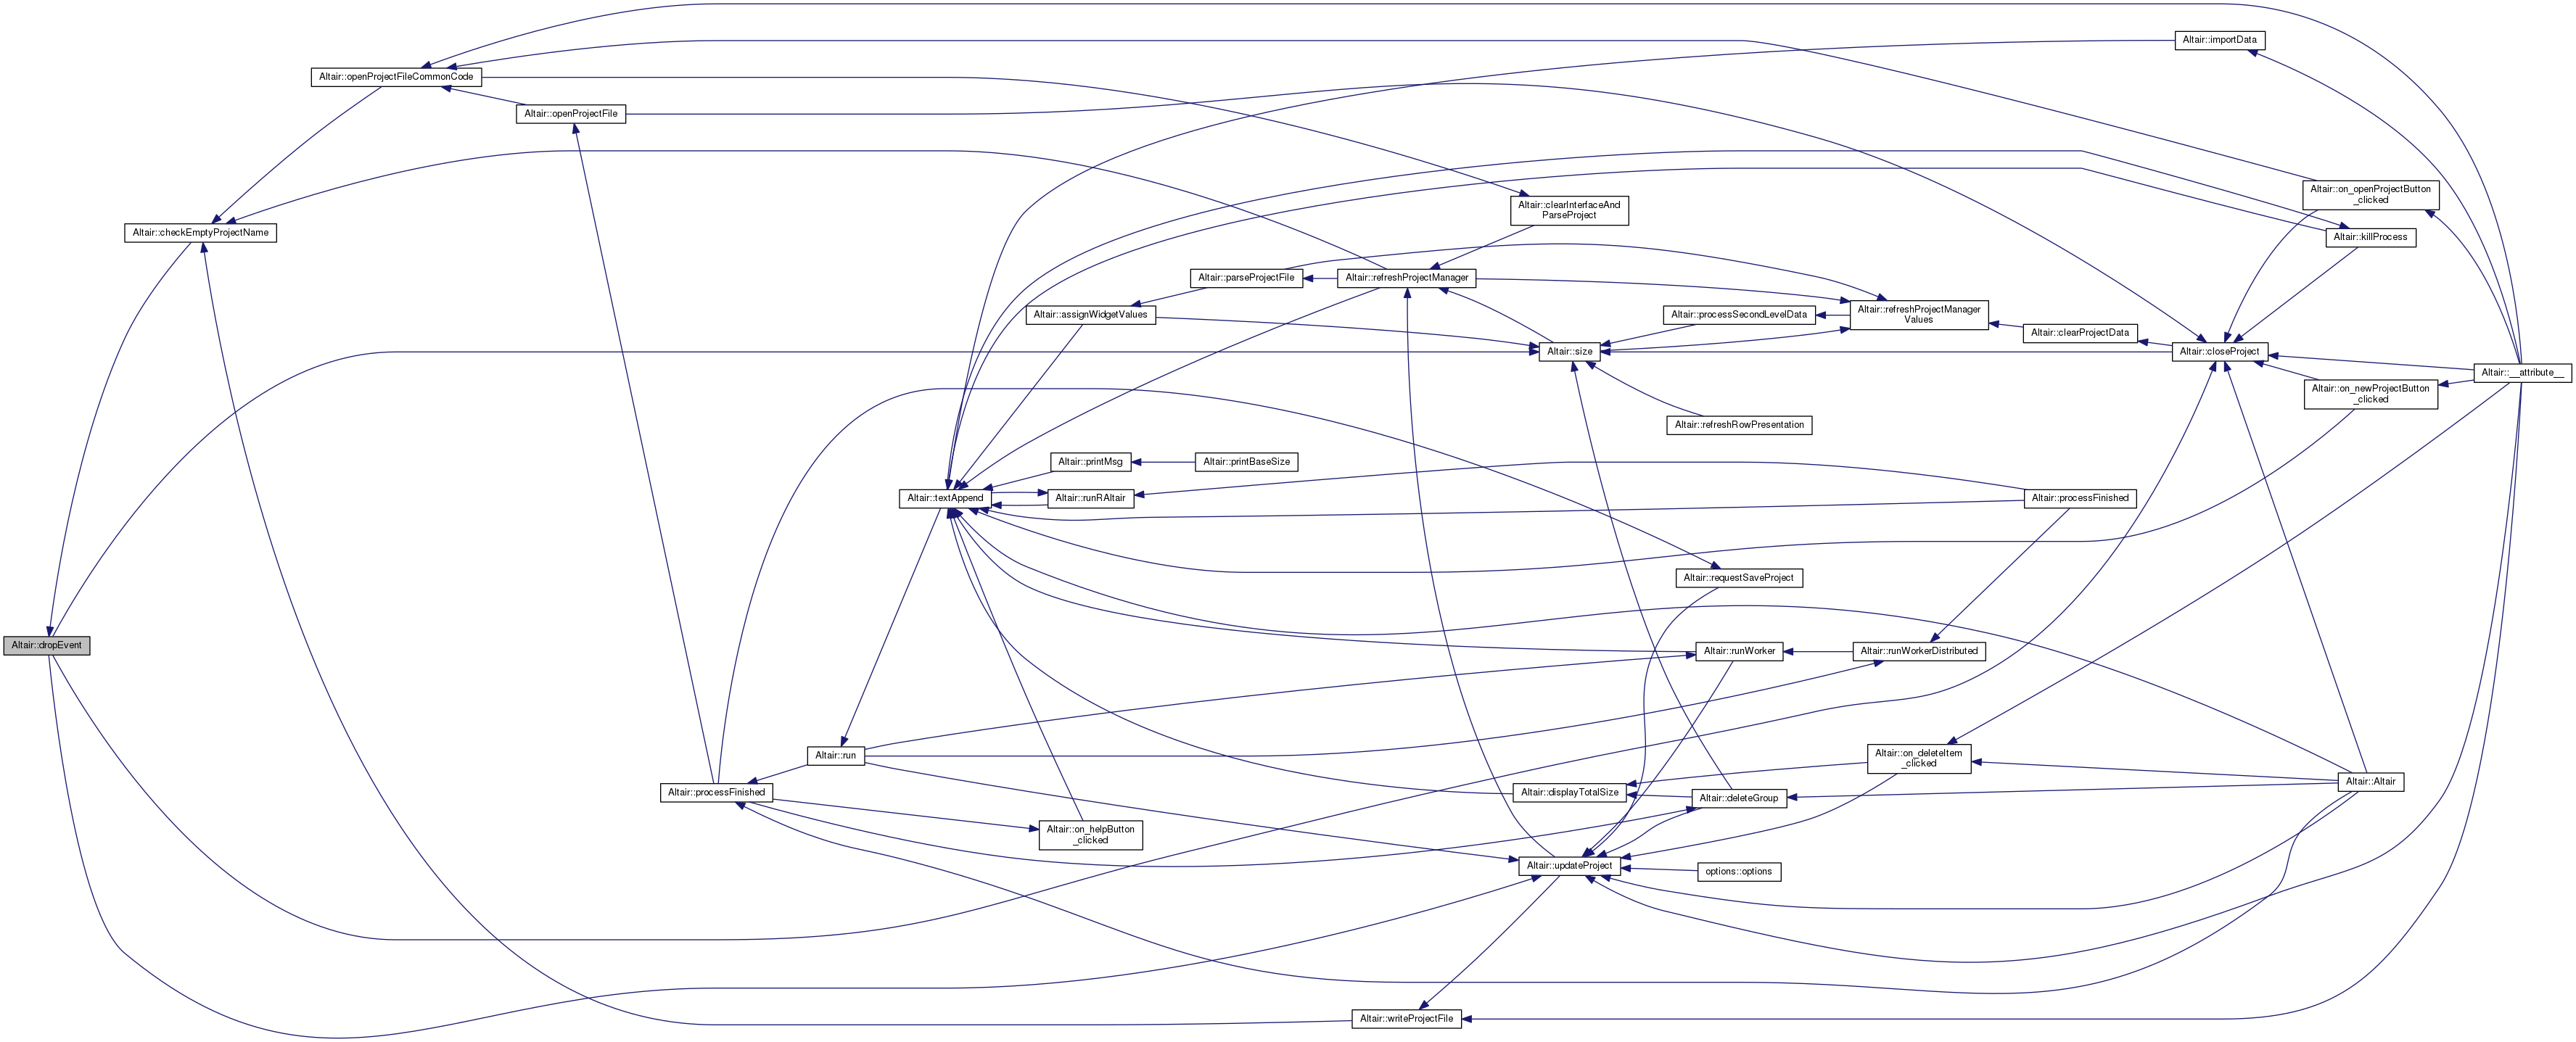 Altair::importData
Altair::openProjectFileCommonCode
Altair::openProjectFile
Altair::on_openProjectButton
_clicked
Altair::clearInterfaceAnd
ParseProject
Altair::checkEmptyProjectName
Altair::killProcess
Altair::parseProjectFile
Altair::refreshProjectManager
Altair::assignWidgetValues
Altair::processSecondLevelData
Altair::refreshProjectManager
Values
Altair::clearProjectData
Altair::size
Altair::closeProject
Altair::__attribute__
Altair::on_newProjectButton
_clicked
Altair::refreshRowPresentation
Altair::printMsg
Altair::printBaseSize
Altair::textAppend
Altair::runRAltair
Altair::processFinished
Altair::requestSaveProject
Altair::dropEvent
Altair::runWorker
Altair::runWorkerDistributed
Altair::run
Altair::on_deleteItem
_clicked
Altair::Altair
Altair::processFinished
Altair::displayTotalSize
Altair::deleteGroup
Altair::on_helpButton
_clicked
Altair::updateProject
options::options
Altair::writeProjectFile